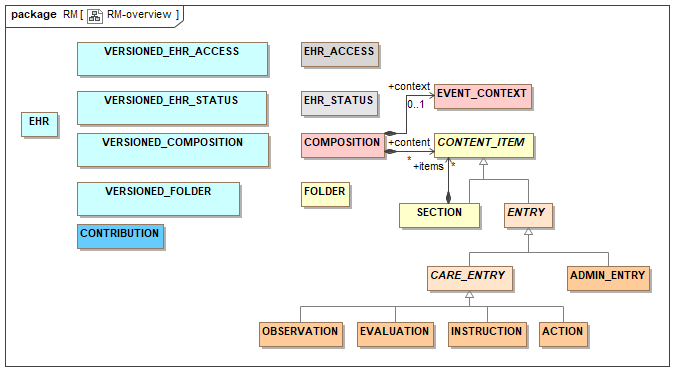 package RM [ RM-overview ]
VERSIONED_EHR_ACCESS
EHR_ACCESS
+context
EVENT_CONTEXT
0..1
VERSIONED_EHR_STATUS
EHR_STATUS
EHR
VERSIONED_COMPOSITION
COMPOSITION
+content
CONTENT_ITEM
*
+items
*
VERSIONED_FOLDER
FOLDER
SECTION
ENTRY
CONTRIBUTION
CARE_ENTRY
ADMIN_ENTRY
OBSERVATION
EVALUATION
INSTRUCTION
ACTION